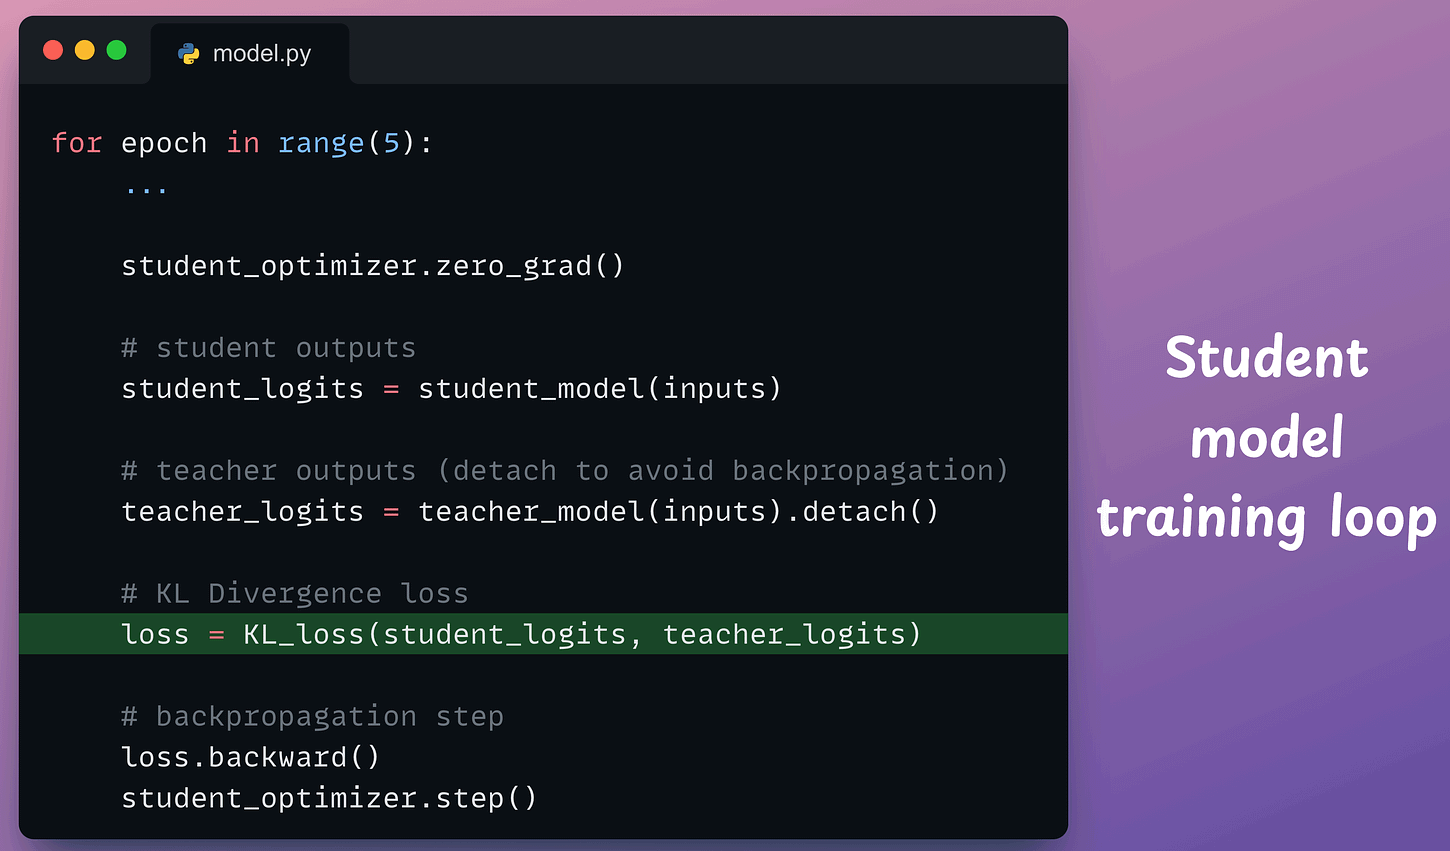 model.py
for epoch in range(5):
...
student_optimizer.zero_grad()
# student outputs
student_logits = student_model(inputs)
# teacher outputs (detach to avoid backpropagation)
teacher_logits = teacher_model(inputs).detach()
# KL Divergence loss
loss = KL_loss(student_logits, teacher_logits)
# backpropagation step
loss.backward()
student_optimizer.step()
Student
model
training loop